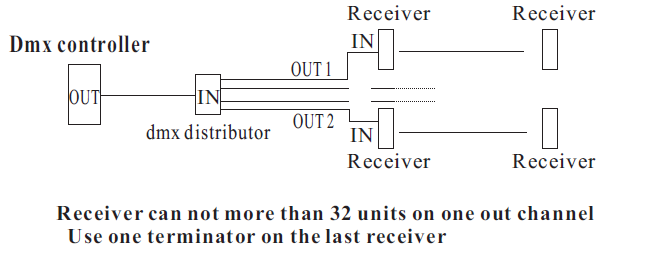 Receiver Receiver
Dmx controller
IN
OUT 1
OUT IN
dmx distributor
OUT 2
IN
Receiver Receiver
Receiver can not more than 32 units on one out channel
Use one terminator on the last receiver